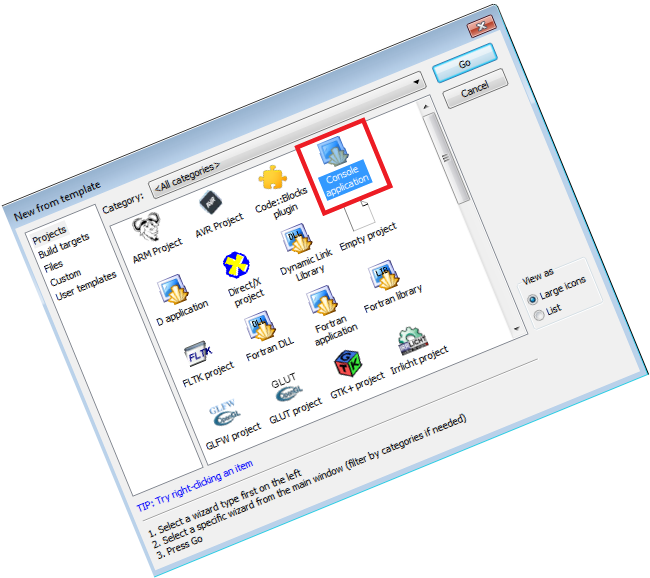 New from template
Go
Cancel
Category: <All categories>
Projects
Build targets
Files
Custom
User templates
ARM Project
AVR Project
Code::Blocks
plugin
Console
application
D application
Direct/X
project
Dynamic Link
Library
Empty project
FLTK project
Fortran DLL
Fortran
application
Fortran library
GLFW project
GLUT project
GTK+ project
Irrlicht project
View as
Large icons
List
TIP: Try right-clicking an item
1. Select a wizard type first on the left
2. Select a specific wizard from the main window (filter by categories if needed)
3. Press Go